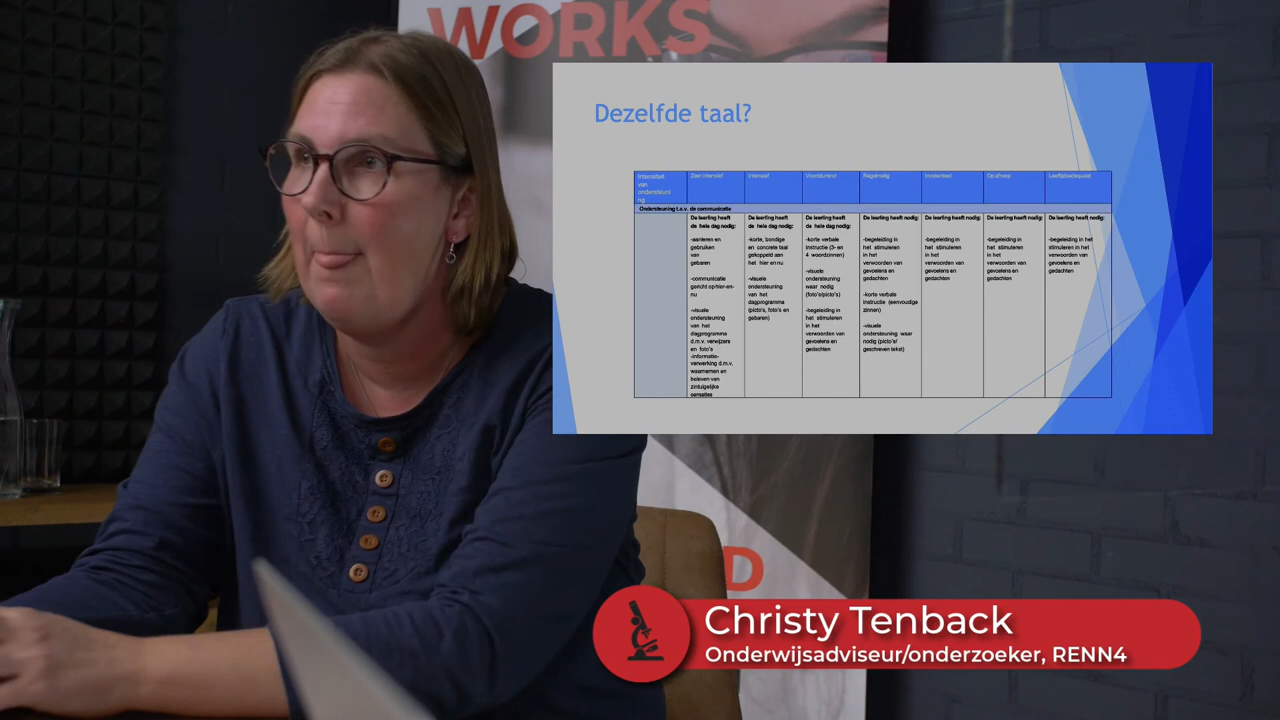 WORKS
Dezelfde taal?
Intensiteit
van
ondersteuni
ng
Zeer intensief
Intensief
Voortdurend
Regelmatig
Incidenteel
Op afroep
Leeftijdsadequaat
Ondersteuning t.a.v. de communicatie
De leerling heeft
de hele dag nodig:
-aanleren en
gebruiken
van
gebaren
-communicatie
gericht op hier-en-
nu
-visuele
ondersteuning
van het
dagprogramma
d.m.v. verwijzers
en foto's
-informatie-
verwerking d.m.v.
waarnemen en
beleven van
zintuigelijke
sensaties
De leerling heeft
de hele dag nodig:
-korte, bondige
en concrete taal
gekoppeld aan
het hier en nu
-visuele
ondersteuning
van het
dagprogramma
(picto's, foto's en
gebaren)
De leerling heeft
de hele dag nodig:
-korte verbale
instructie (3- en
4 woordzinnen)
-visuele
ondersteuning
waar nodig
(foto's/picto's)
-begeleiding in
het stimuleren
in het
verwoorden van
gevoelens en
gedachten
De leerling heeft nodig:
-begeleiding in
het stimuleren
in het
verwoorden van
gevoelens en
gedachten
-korte verbale
instructie (eenvoudige
zinnen)
-visuele
ondersteuning waar
nodig (picto's/
geschreven tekst)
De leerling heeft nodig:
-begeleiding in
het stimuleren
in het
verwoorden van
gevoelens en
gedachten
De leerling heeft nodig:
-begeleiding in
het stimuleren
in het
verwoorden van
gevoelens en
gedachten
De leerling heeft nodig:
-begeleiding in
het stimuleren in het
verwoorden van
gevoelens en
gedachten
D
Christy Tenback
Onderwijsadviseur/onderzoeker, RENN4